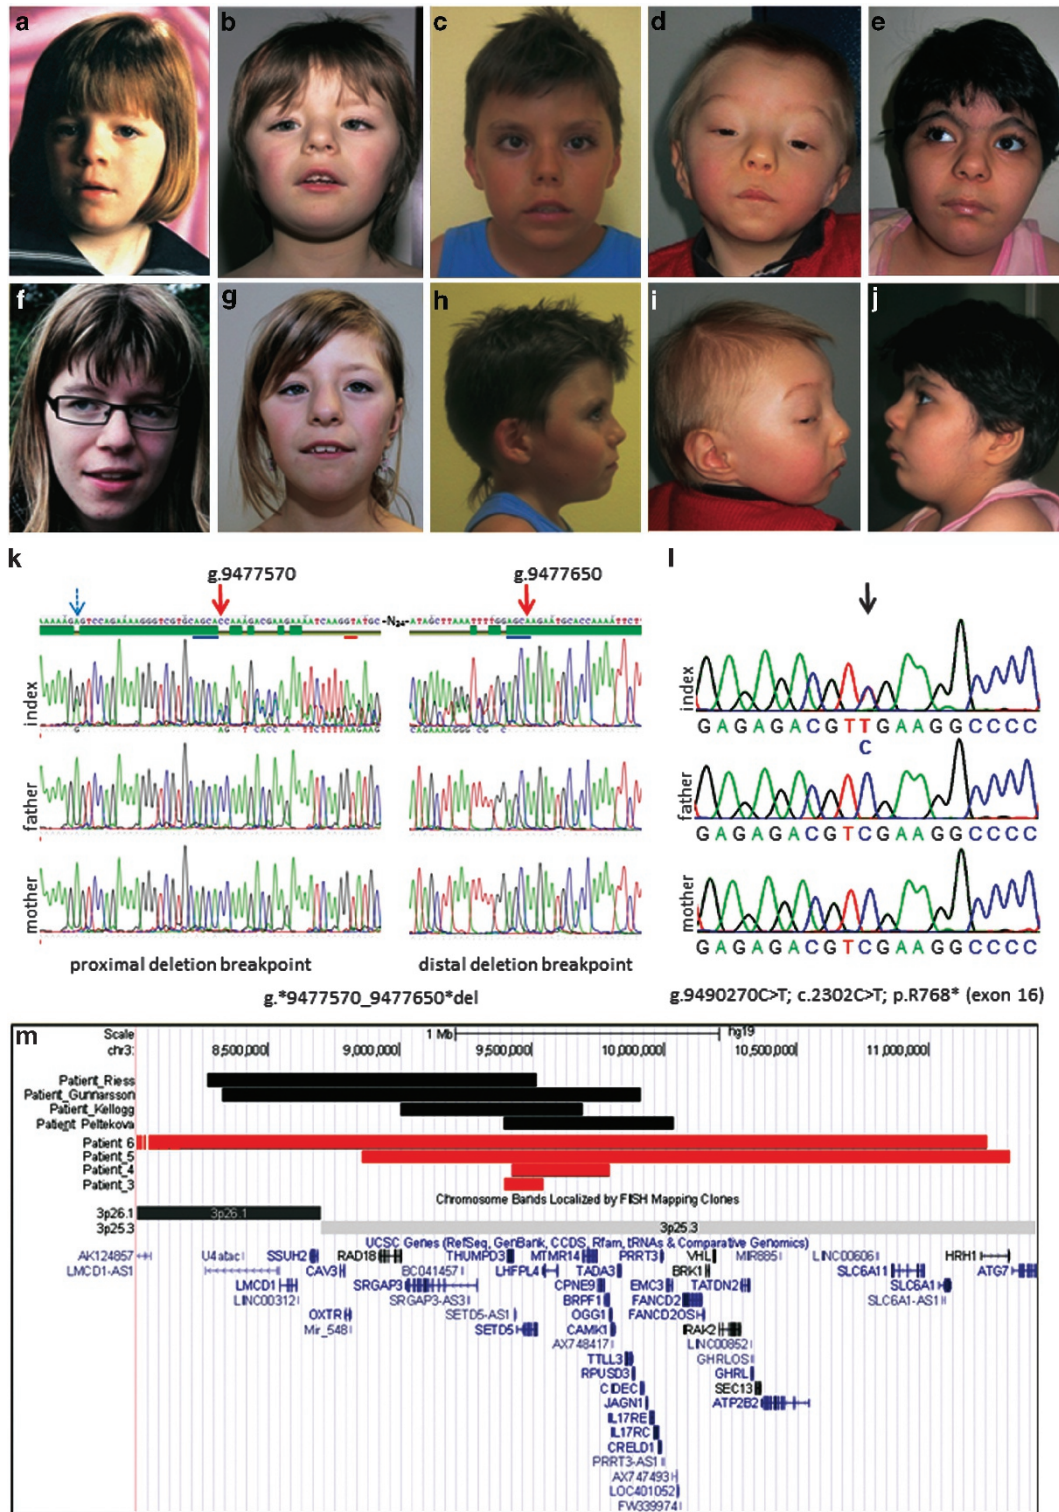 a b c d e
f g h i j
k l
g.9477570 g.9477650
AAAAGAGTCCAGAAAAGGGTCGTGCAGCACCAAAGACGAAGAAAATCAAGGTATGC -N24- ATAGCTTAAATTTTGGAGCAAGAATGCACCAAAATTCT
index
father
mother
proximal deletion breakpoint distal deletion breakpoint
g.*9477570_9477650*del
index
G A G A G A C G T T G A A G G C C C C
C
father
G A G A G A C G T C G A A G G C C C C
mother
G A G A G A C G T C G A A G G C C C C
g.9490270C>T; c.2302C>T; p.R768* (exon 16)
m
Scale 1 Mb hg19
chr3: 8,500,000 9,000,000 9,500,000 10,000,000 10,500,000 11,000,000
Patient_Riess
Patient_Gunnarsson
Patient_Kellogg
Patient Peltekova
Patient 6
Patient_5
Patient_4
Patient_3
Chromosome Bands Localized by FISH Mapping Clones
3p26.1 3p26.1
3p25.3 3p25.3
UCSC Genes (RefSeq, GenBank, CCDS, Rfam, tRNAs & Comparative Genomics)
AK124857 U4atac SSUH2 RAD18 THUMPD3 MTMR14 PRRT3 VHL MIR885 LINC00606 HRH1
LMCD1-AS1 CAV3 BC041457 LHFPL4 TADA3 BRK1 SLC6A11 ATG7
LMCD1 SRGAP3 CPNE9 EMC3 TATDN2 SLC6A1
LINC00312 SRGAP3-AS3 BRPF1 FANCD2 SLC6A1-AS1
OXTR SETD5-AS1 OGG1 FANCD2OS
Mir_548 SETD5 CAMK1 IRAK2
AX748417 LINC00852
TTLL3 GHRLOS
RPUSD3 GHRL
CIDEC SEC13
JAGN1 ATP2B2
IL17RE
IL17RC
CRELD1
PRRT3-AS1
AX747493
LOC401052
FW339974